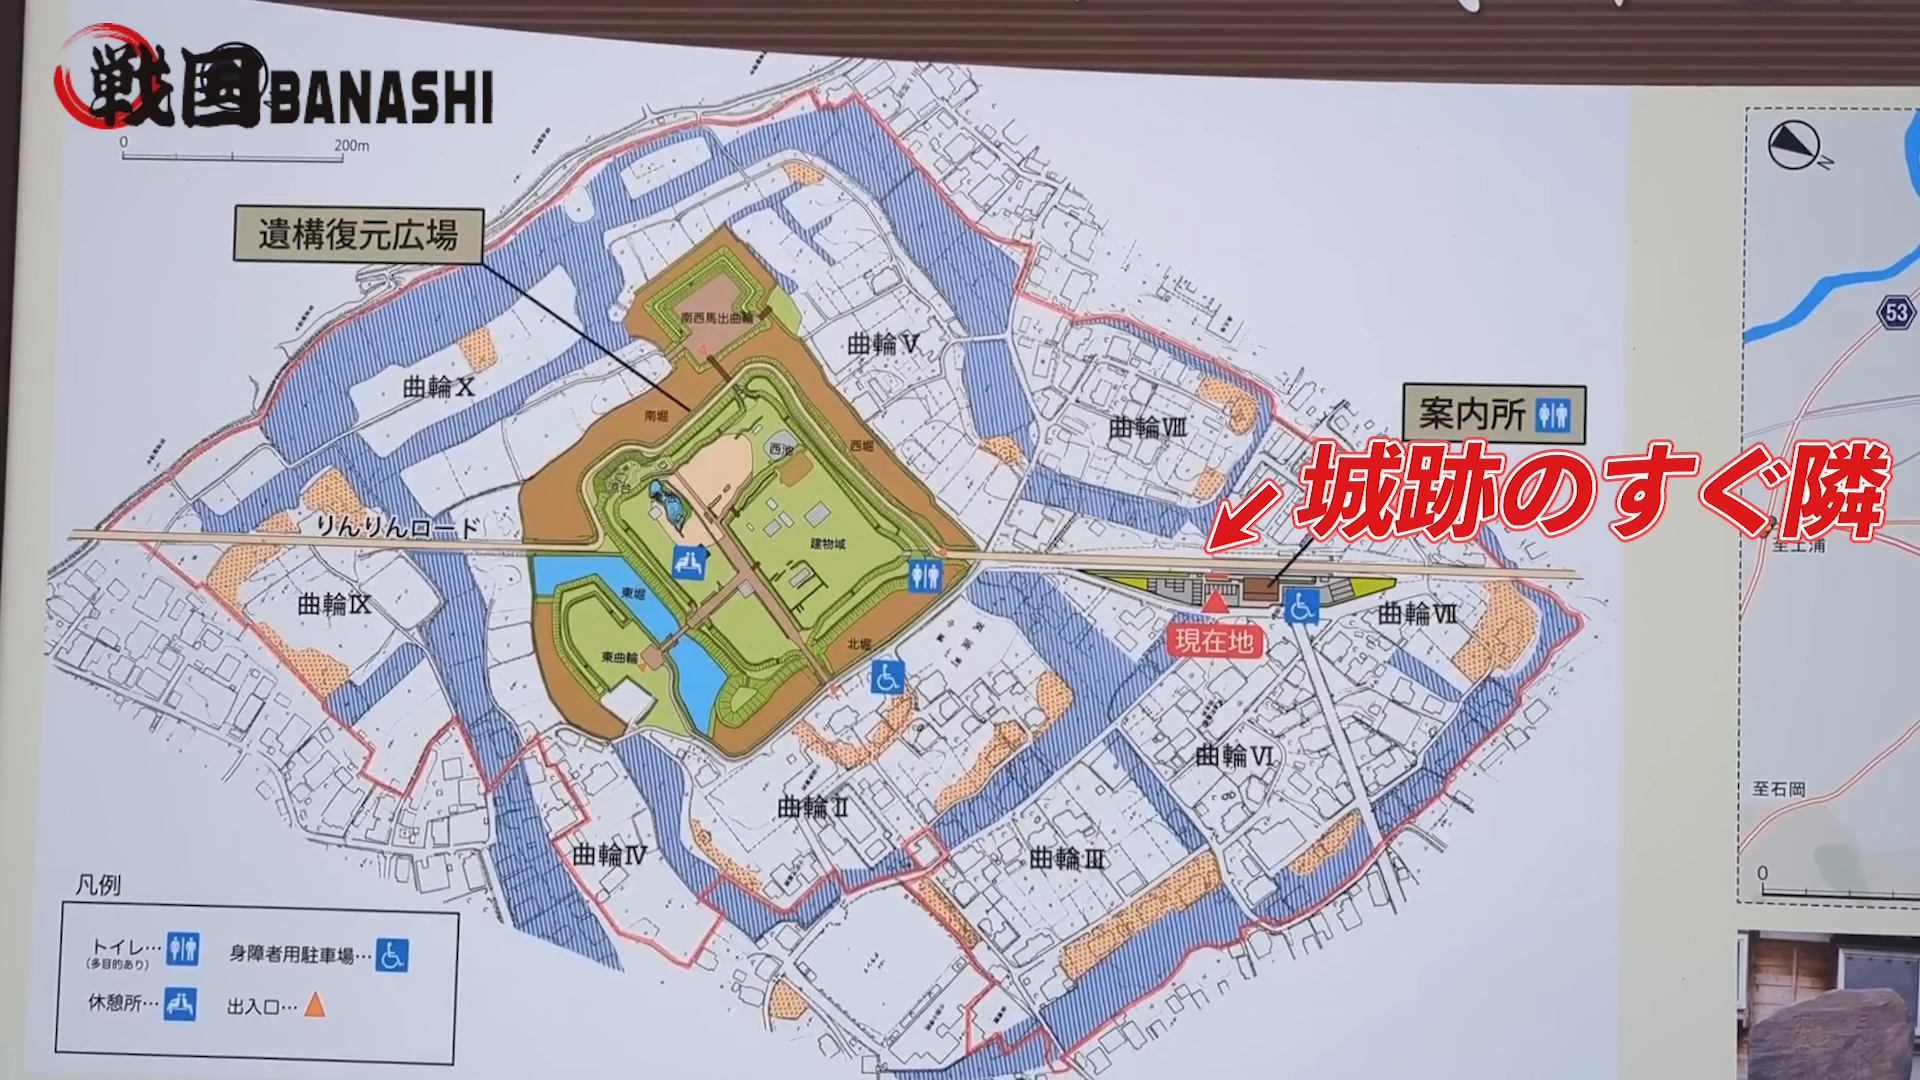 戦国BANASHI
0
200m
遺構復元広場
南西馬出曲輪
曲輪Ⅴ
53
曲輪Ⅹ
案内所
南堀
曲輪Ⅷ
西堀
西池
城跡のすぐ隣
りんりんロード
建物域
至土浦
東堀
曲輪Ⅸ
曲輪Ⅶ
現在地
北堀
東曲輪
曲輪Ⅵ
至石岡
曲輪Ⅱ
曲輪Ⅳ
曲輪Ⅲ
0
凡例
トイレ…
(多目的あり)
身障者用駐車場…
休憩所…
出入口…
N